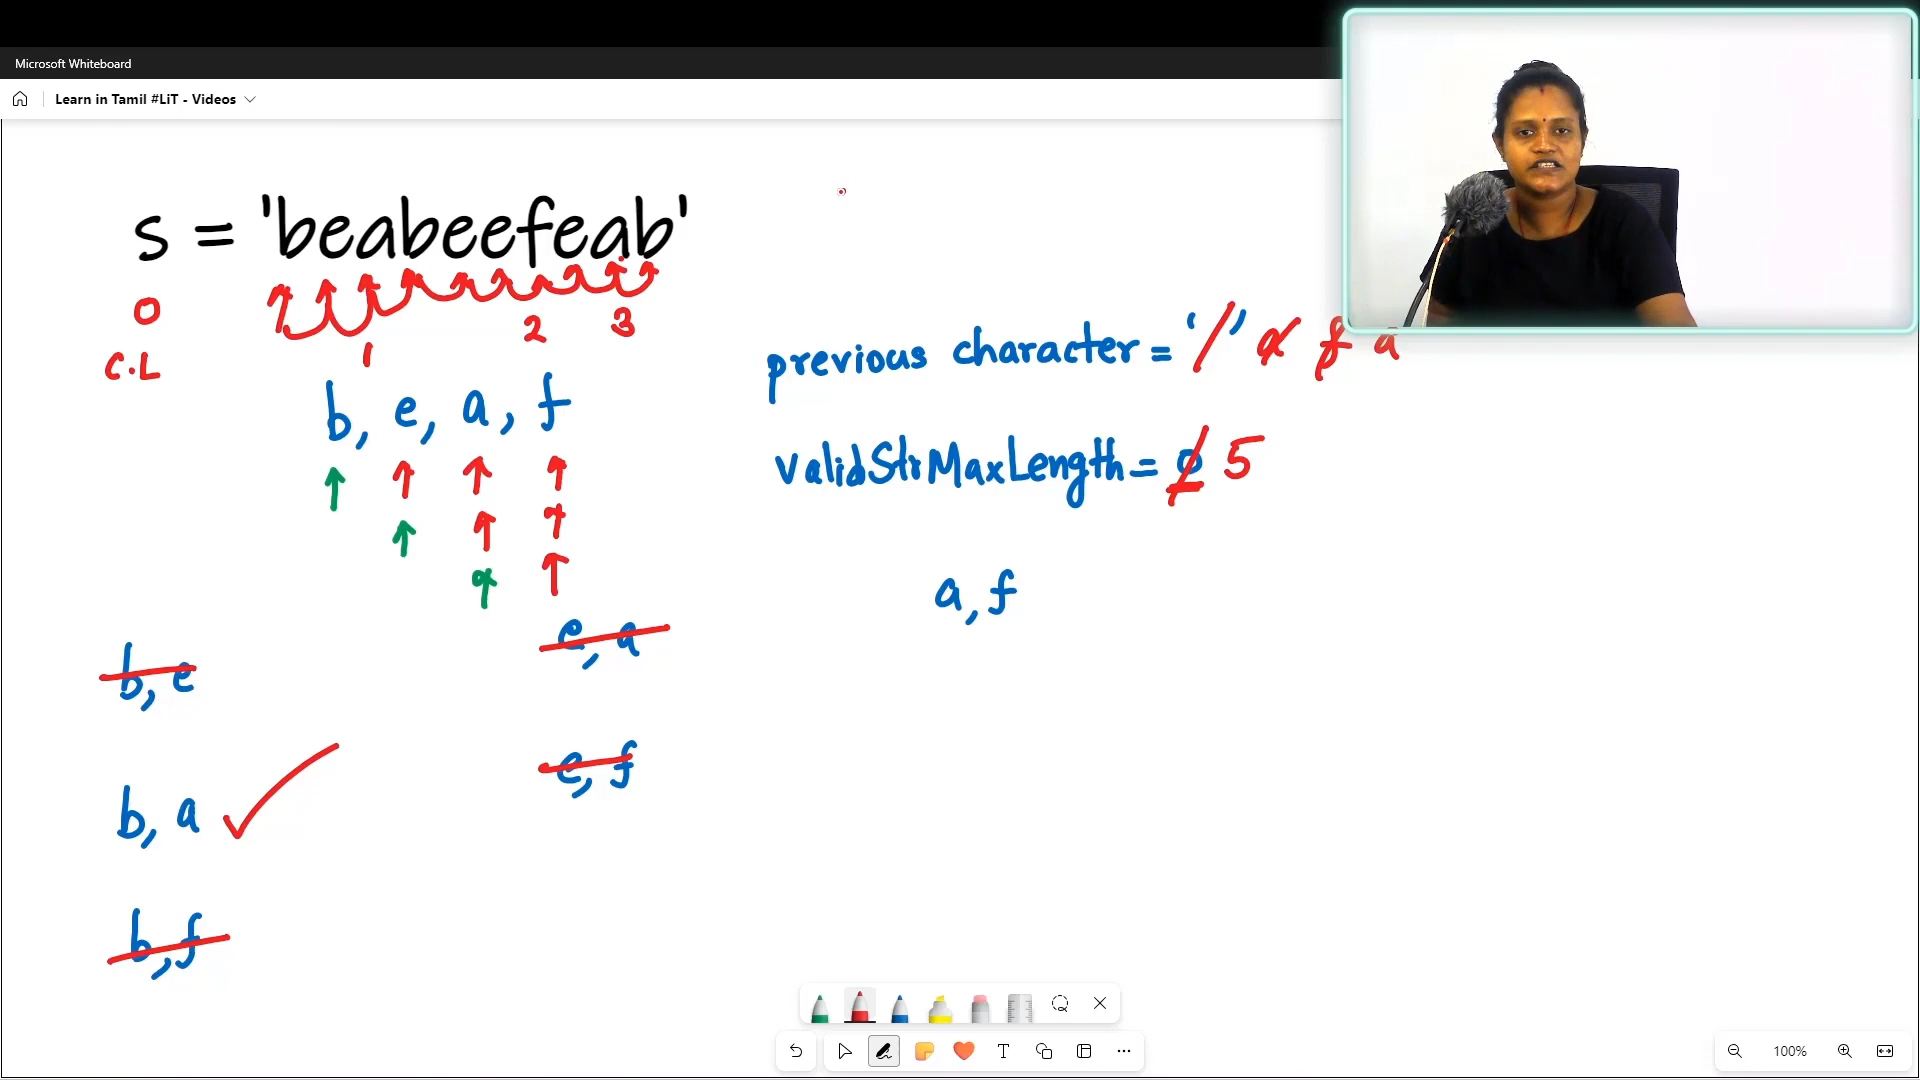 Microsoft Whiteboard
Learn in Tamil #LiT - Videos
s = 'beabeefeab'
0
1 2 3
C.L
previous character = ' ' a f a
b, e, a, f
validStrMaxLength = 0 5
a, f
b, e
e, a
b, a
e, f
b, f
100%